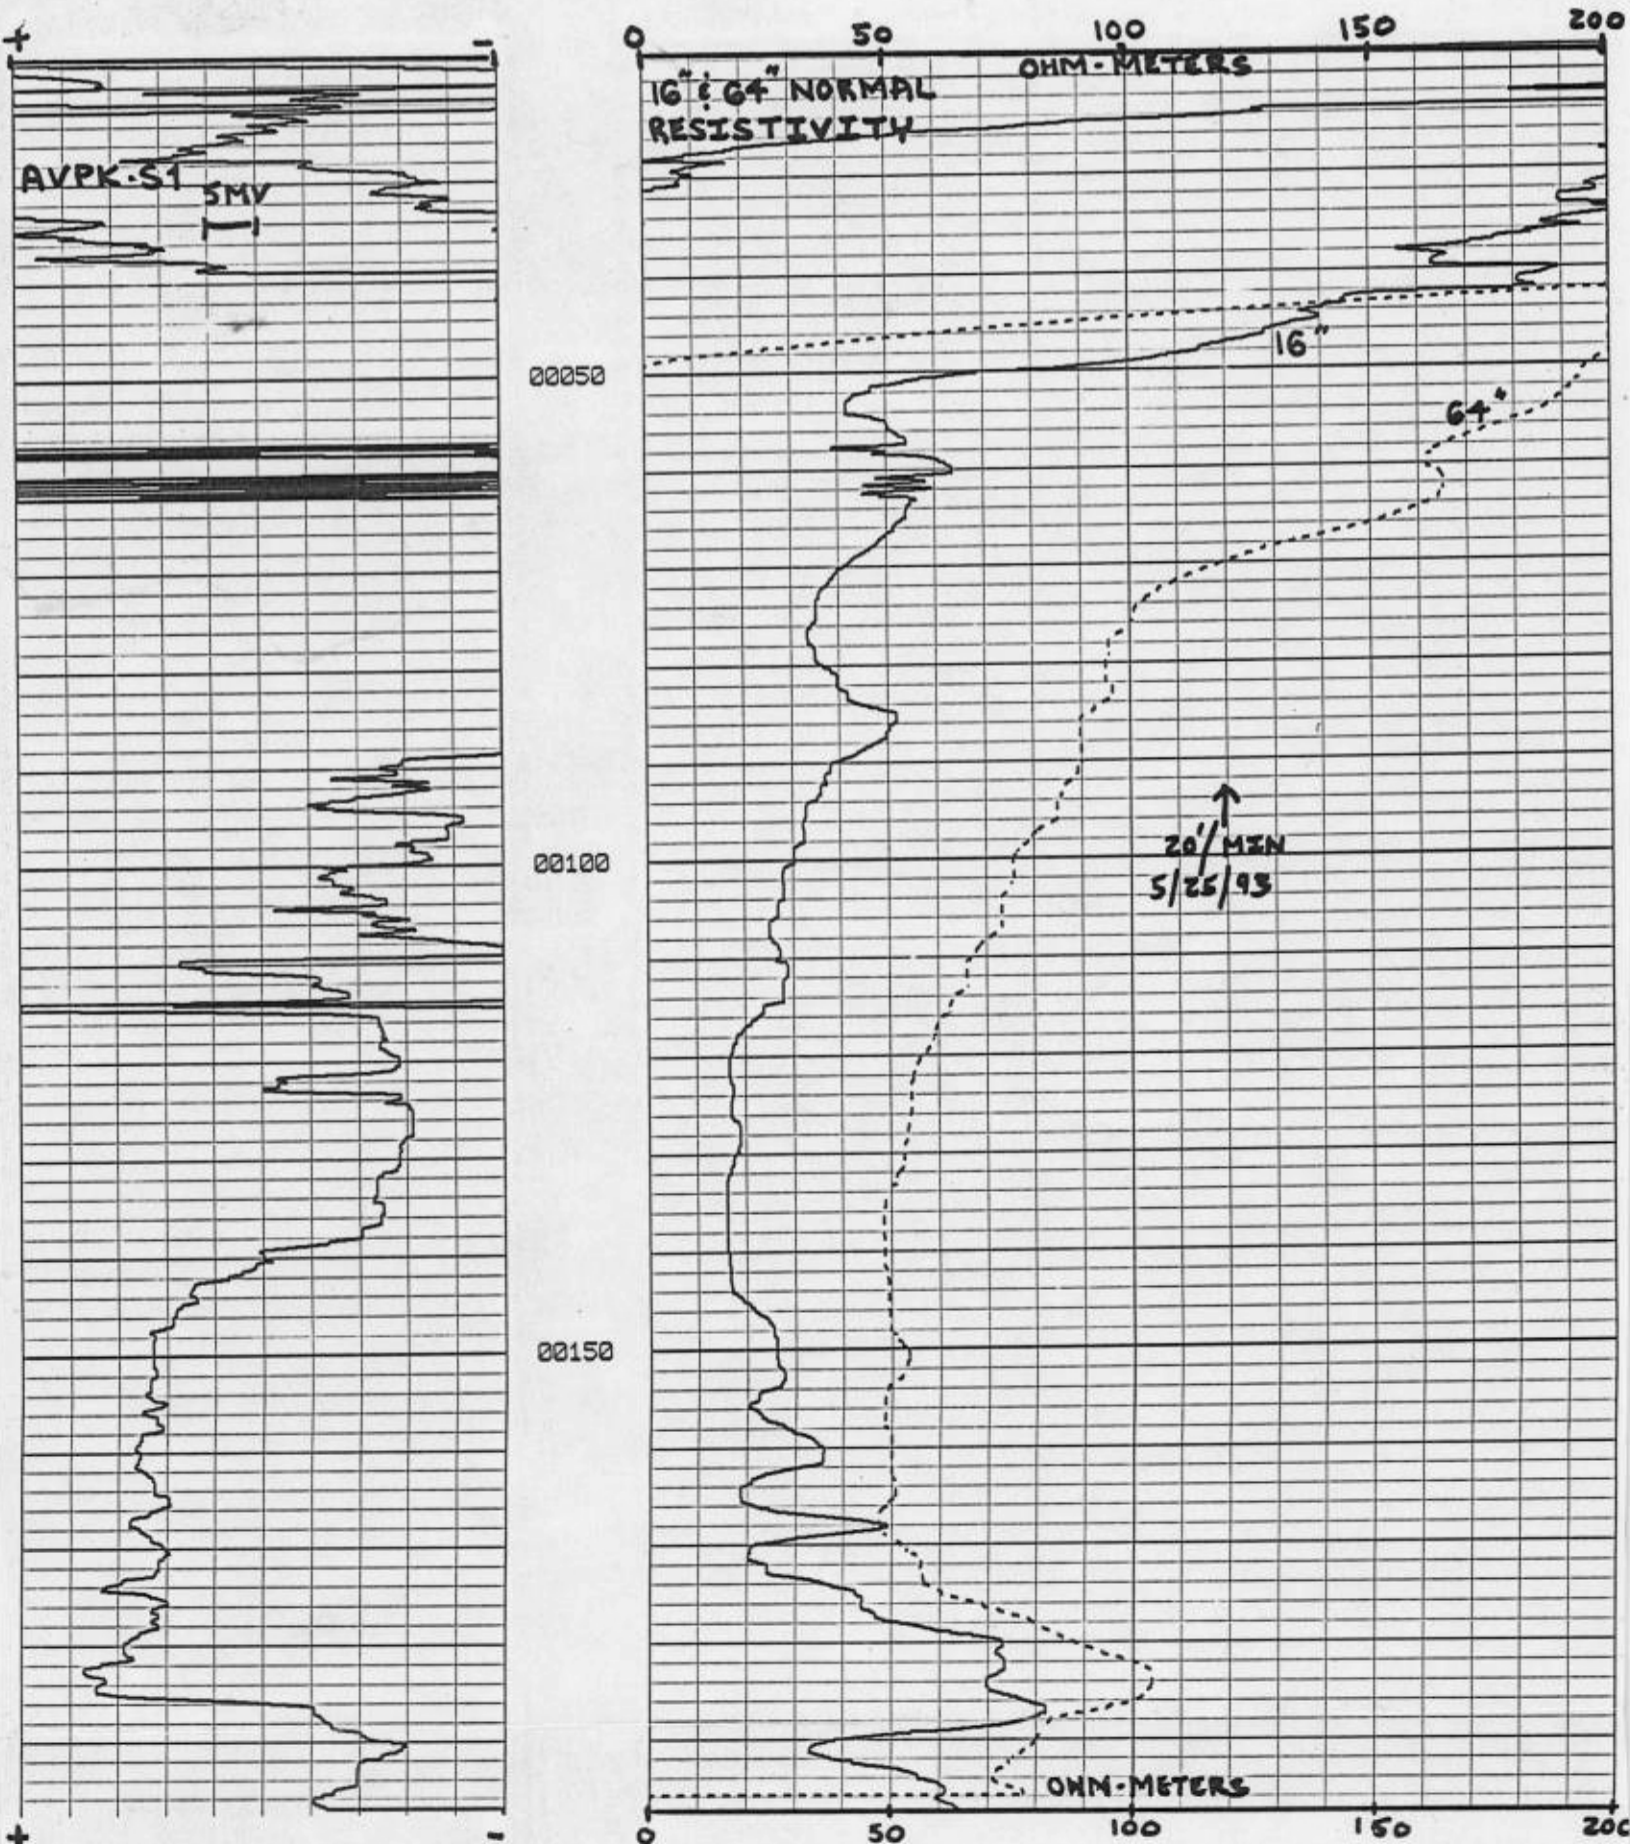 + -
0 50 100 150 200
OHM-METERS
16" & 64" NORMAL
RESISTIVITY
AVPK-S1
5MV
16"
00050
64"
20'/MIN
00100
5/25/93
00150
OHM-METERS
+ -
0 50 100 150 200